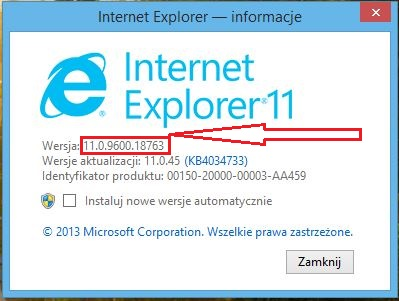 Internet Explorer — informacje
Internet
Explorer 11
Wersja: 11.0.9600.18763
Wersje aktualizacji: 11.0.45 (KB4034733)
Identyfikator produktu: 00150-20000-00003-AA459
Instaluj nowe wersje automatycznie
© 2013 Microsoft Corporation. Wszelkie prawa zastrzeżone.
Zamknij